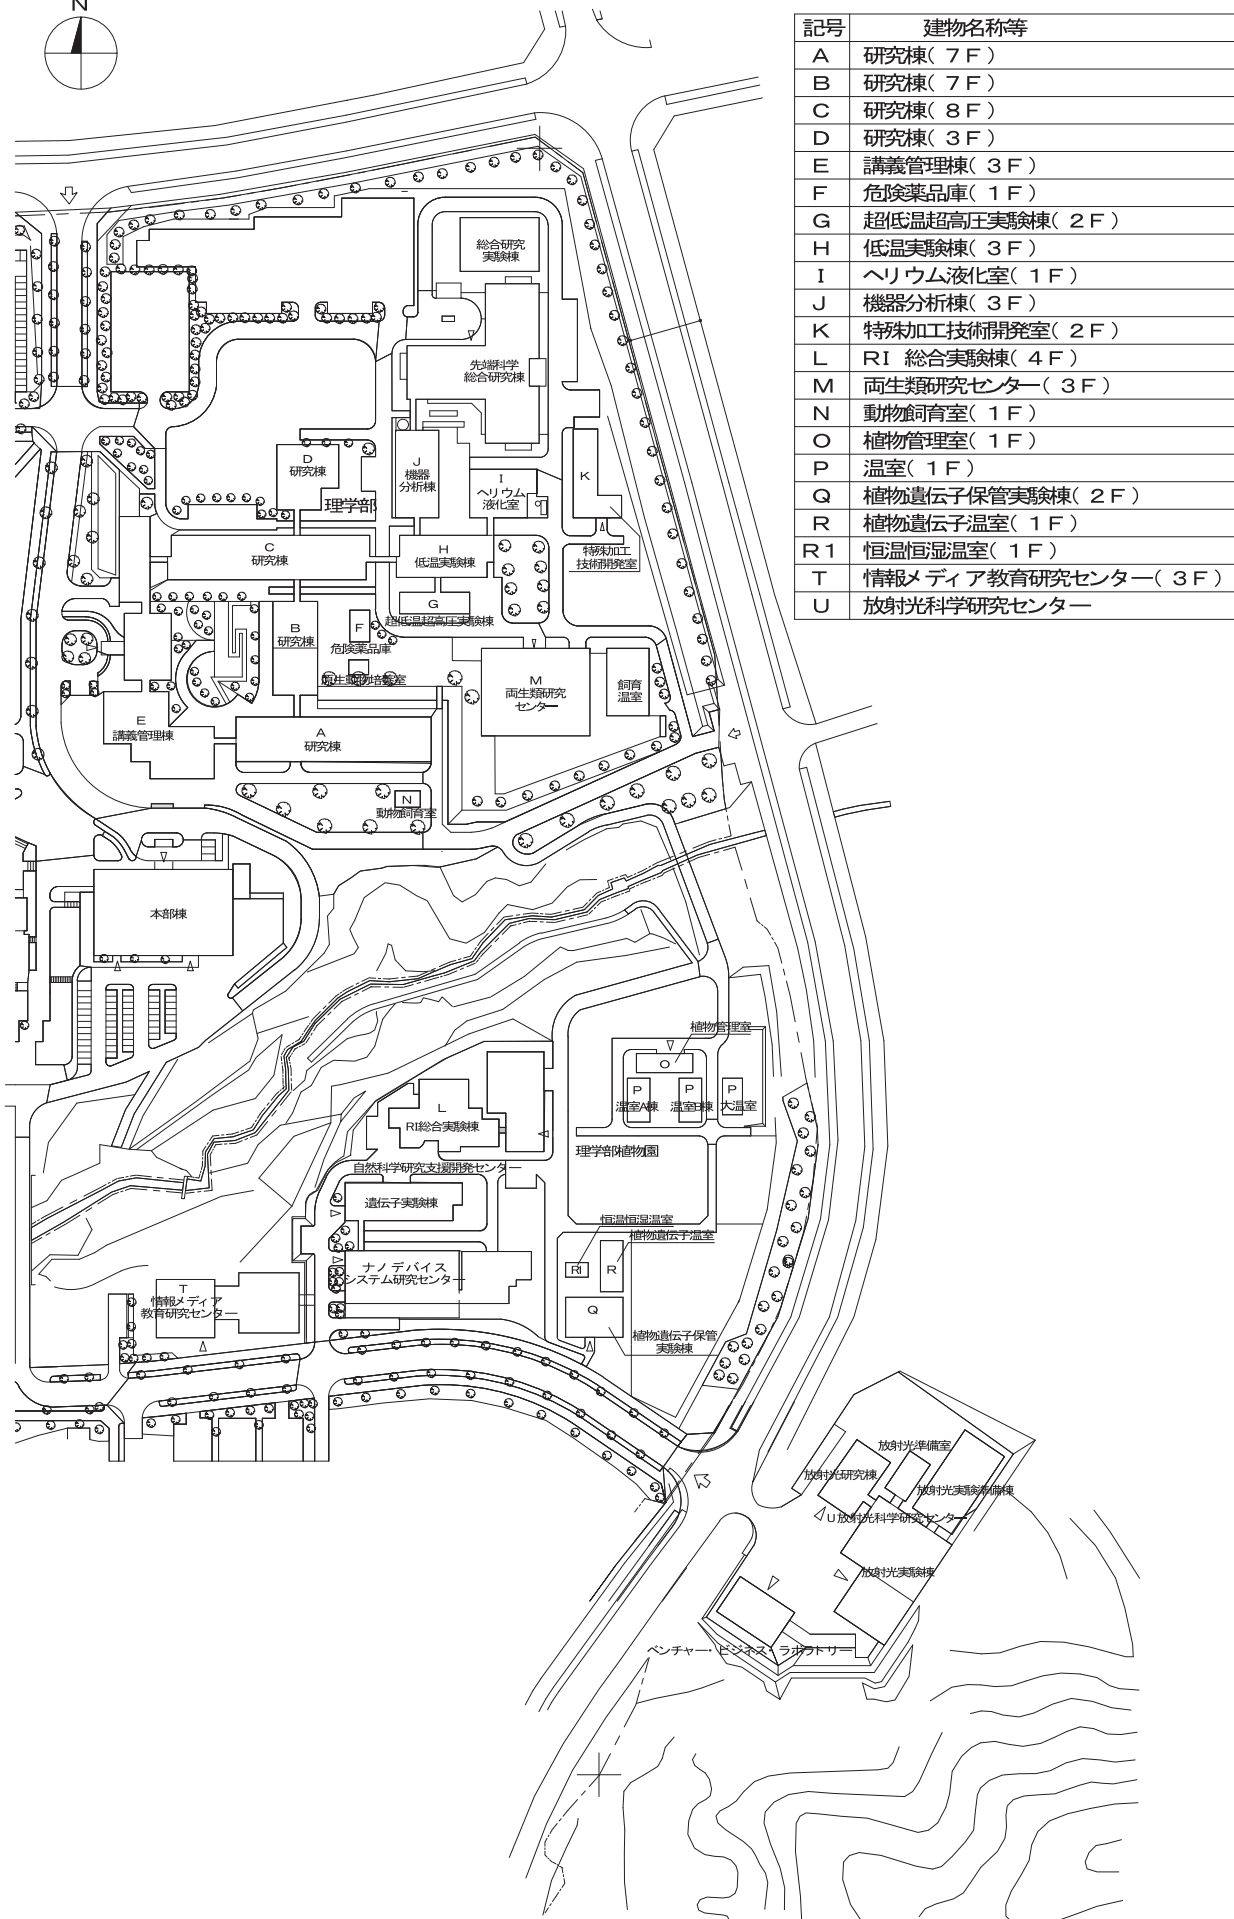 N
記号 建物名称等
A 研究棟(7F)
B 研究棟(7F)
C 研究棟(8F)
D 研究棟(3F)
E 講義管理棟(3F)
F 危険薬品庫(1F)
G 超低温超高圧実験棟(2F)
H 低温実験棟(3F)
I ヘリウム液化室(1F)
J 機器分析棟(3F)
K 特殊加工技術開発室(2F)
L RI 総合実験棟(4F)
M 両生類研究センター(3F)
N 動物飼育室(1F)
O 植物管理室(1F)
P 温室(1F)
Q 植物遺伝子保管実験棟(2F)
R 植物遺伝子温室(1F)
R1 恒温恒湿温室(1F)
T 情報メディア教育研究センター(3F)
U 放射光科学研究センター
総合研究
実験棟
先端科学
総合研究棟
D
研究棟
理学部
J
機器
分析棟
I
ヘリウム
液化室
K
特殊加工
技術開発室
C
研究棟
H
低温実験棟
G
超低温超高圧実験棟
B
研究棟
F
危険薬品庫
両生動物培養室
M
両生類研究
センター
飼育
温室
E
講義管理棟
A
研究棟
N
動物飼育室
本部棟
植物管理室
O
P
温室A棟
P
温室B棟
P
大温室
L
RI総合実験棟
理学部植物園
自然科学研究支援開発センター
遺伝子実験棟
恒温恒湿温室
植物遺伝子温室
R1
R
ナノデバイス
システム研究センター
T
情報メディア
教育研究センター
Q
植物遺伝子保管
実験棟
放射光準備室
放射光研究棟
放射光実験準備棟
U放射光科学研究センター
放射光実験棟
ベンチャー・ビジネス・ラボラトリー